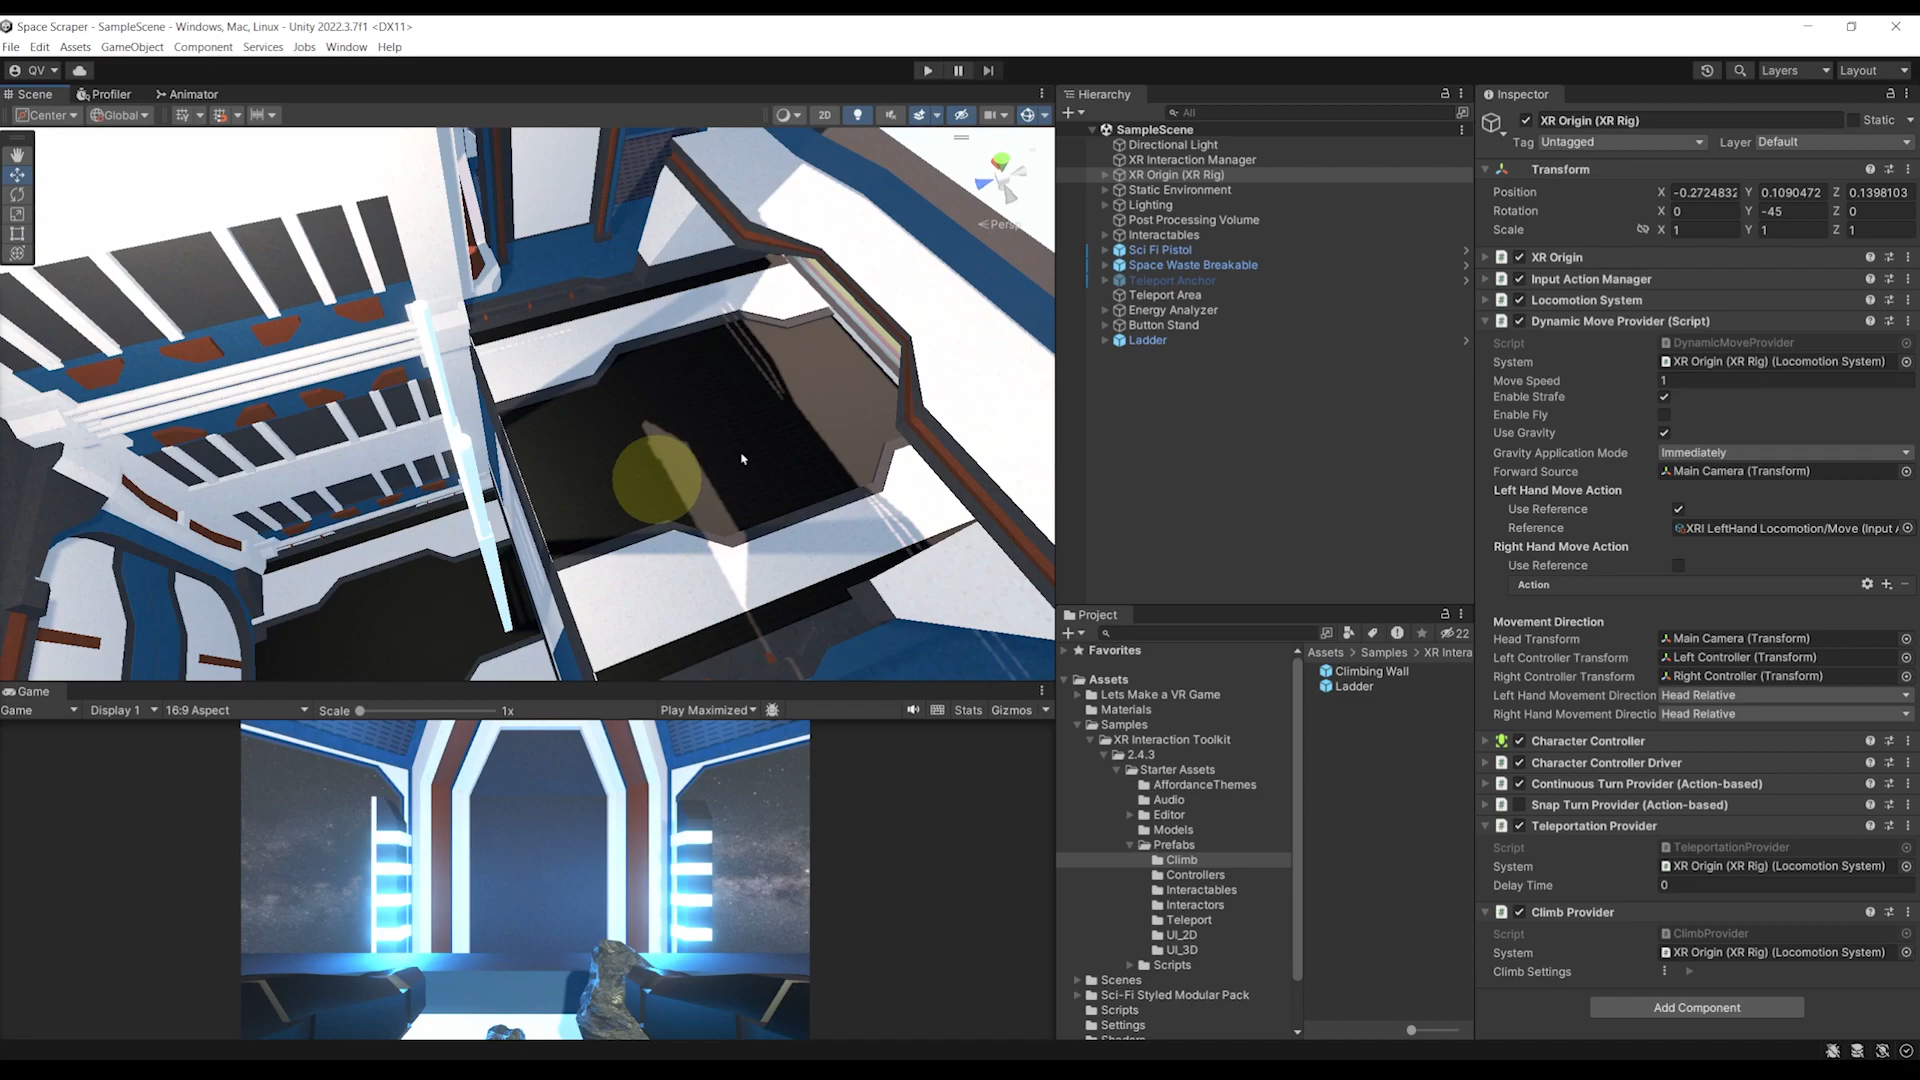 Space Scraper - SampleScene - Windows, Mac, Linux - Unity 2022.3.7f1 <DX11>
File Edit Assets GameObject Component Services Jobs Window Help
QV
Layers Layout
Scene Profiler Animator
Center Global 2D
Persp
Hierarchy
All
SampleScene
Directional Light
XR Interaction Manager
XR Origin (XR Rig)
Static Environment
Lighting
Post Processing Volume
Interactables
Sci Fi Pistol
Space Waste Breakable
Teleport Anchor
Teleport Area
Energy Analyzer
Button Stand
Ladder
Inspector
XR Origin (XR Rig) Static
Tag Untagged Layer Default
Transform
Position X -0.2724832 Y 0.1090472 Z 0.1398103
Rotation X 0 Y -45 Z 0
Scale X 1 Y 1 Z 1
XR Origin
Input Action Manager
Locomotion System
Dynamic Move Provider (Script)
Script DynamicMoveProvider
System XR Origin (XR Rig) (Locomotion System)
Move Speed 1
Enable Strafe
Enable Fly
Use Gravity
Gravity Application Mode Immediately
Forward Source Main Camera (Transform)
Left Hand Move Action
Use Reference
Reference XRI LeftHand Locomotion/Move (Input A
Right Hand Move Action
Use Reference
Action
Movement Direction
Head Transform Main Camera (Transform)
Left Controller Transform Left Controller (Transform)
Right Controller Transform Right Controller (Transform)
Left Hand Movement Direction Head Relative
Right Hand Movement Directio Head Relative
Character Controller
Character Controller Driver
Continuous Turn Provider (Action-based)
Snap Turn Provider (Action-based)
Teleportation Provider
Script TeleportationProvider
System XR Origin (XR Rig) (Locomotion System)
Delay Time 0
Climb Provider
Script ClimbProvider
System XR Origin (XR Rig) (Locomotion System)
Climb Settings
Add Component
Game
Game Display 1 16:9 Aspect Scale 1x Play Maximized Stats Gizmos
Project
22
Favorites
Assets
Lets Make a VR Game
Materials
Samples
XR Interaction Toolkit
2.4.3
Starter Assets
AffordanceThemes
Audio
Editor
Models
Prefabs
Climb
Controllers
Interactables
Interactors
Teleport
UI_2D
UI_3D
Scripts
Scenes
Sci-Fi Styled Modular Pack
Scripts
Settings
Assets > Samples > XR Intera
Climbing Wall
Ladder